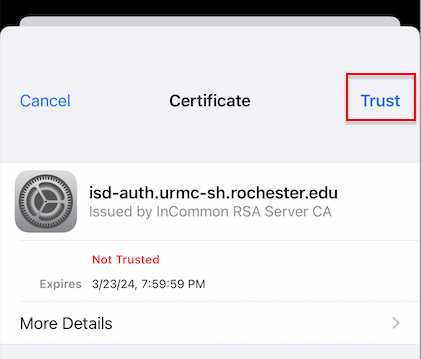 Cancel Certificate Trust
isd-auth.urmc-sh.rochester.edu
Issued by InCommon RSA Server CA
Not Trusted
Expires 3/23/24, 7:59:59 PM
More Details